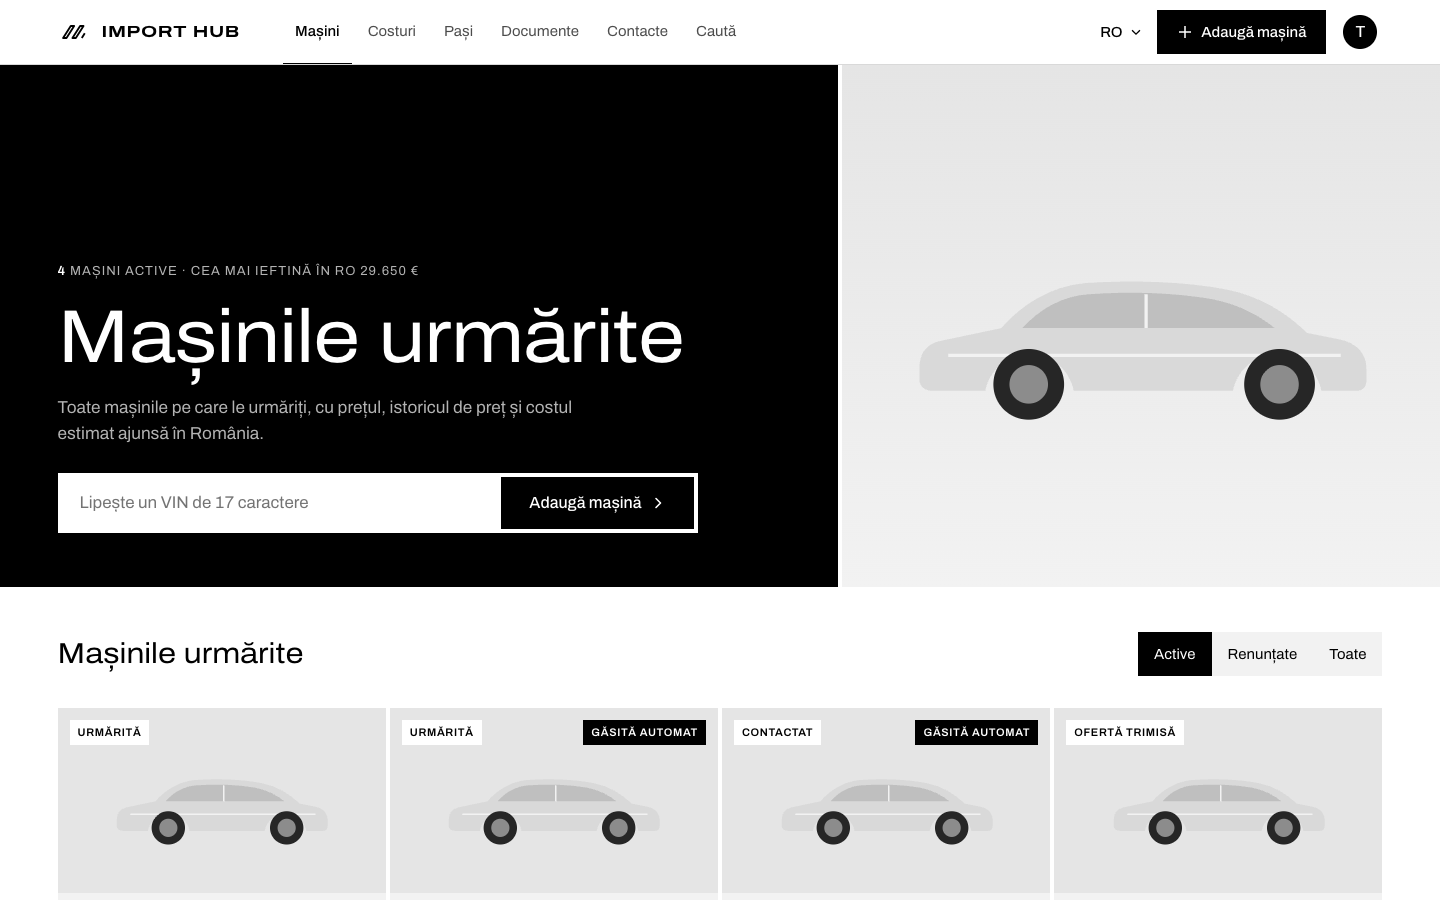 IMPORT HUB
Mașini
Costuri
Pași
Documente
Contacte
Caută
RO
Adaugă mașină
T
4 MAȘINI ACTIVE · CEA MAI IEFTINĂ ÎN RO 29.650 €
Mașinile urmărite
Toate mașinile pe care le urmăriți, cu prețul, istoricul de preț și costul
estimat ajunsă în România.
Lipește un VIN de 17 caractere
Adaugă mașină
Mașinile urmărite
Active
Renunțate
Toate
URMĂRITĂ
URMĂRITĂ
GĂSITĂ AUTOMAT
CONTACTAT
GĂSITĂ AUTOMAT
OFERTĂ TRIMISĂ